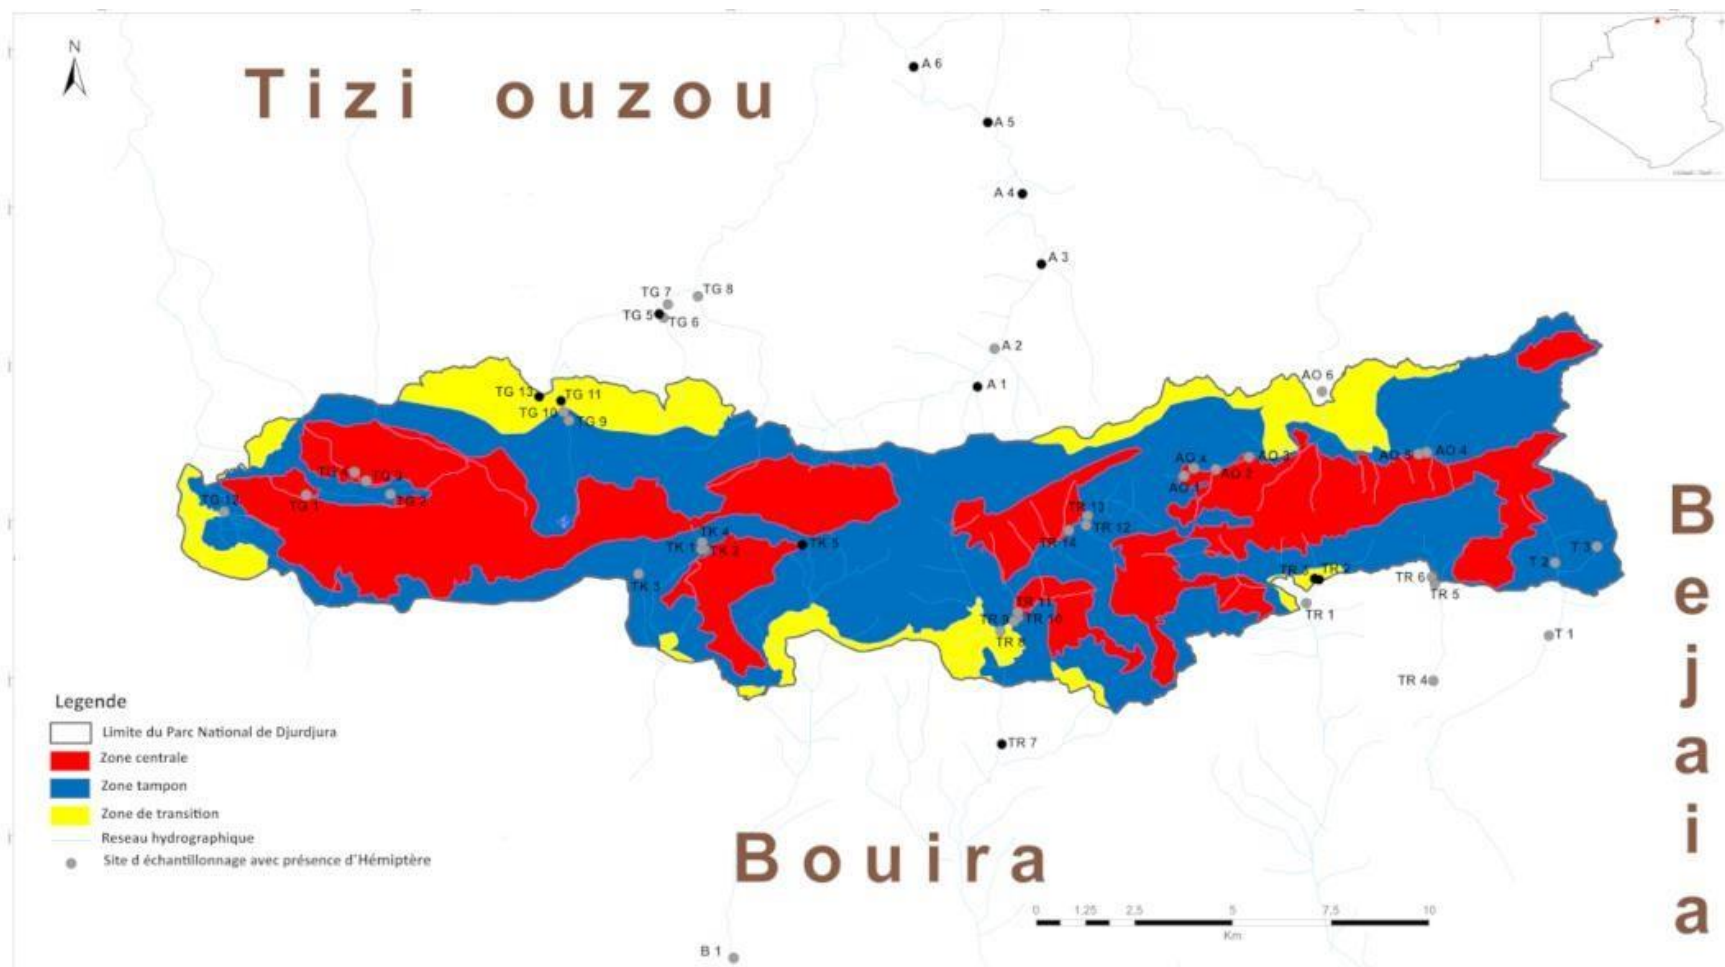 N
Tizi ouzou
A 6
A 5
A 4
A 3
TG 7
TG 8
TG 5
TG 6
A 2
A 1
AO 6
TG 13
TG 11
TG 10
TG 9
AO 3
AO 5
AO 4
AO 2
TG 3
TG 1
TG 2
TG 12
TR 13
TR 12
TR 14
TK 4
TK 1
TK 2
TK 5
TK 3
T 3
T 2
TR 2
TR 6
TR 5
TR 1
TR 11
TR 9
TR 10
TR 8
T 1
TR 4
TR 7
Bejaia
Legende
Limite du Parc National de Djurdjura
Zone centrale
Zone tampon
Zone de transition
Reseau hydrographique
Site d échantillonnage avec présence d'Hémiptère
Bouira
0 1,25 2,5 5 7,5 10
Km
B 1